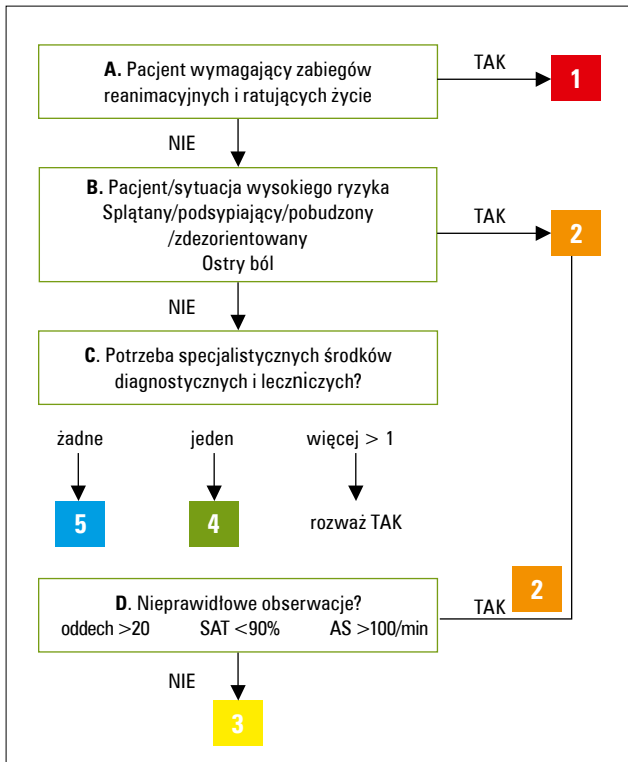 A. Pacjent wymagający zabiegów
reanimacyjnych i ratujących życie
TAK
1
NIE
B. Pacjent/sytuacja wysokiego ryzyka
Splątany/podsypiający/pobudzony
/zdezorientowany
Ostry ból
TAK
2
NIE
C. Potrzeba specjalistycznych środków
diagnostycznych i leczniczych?
żadne jeden więcej > 1
5 4 rozważ TAK
D. Nieprawidłowe obserwacje?
oddech >20 SAT <90% AS >100/min
TAK
2
NIE
3